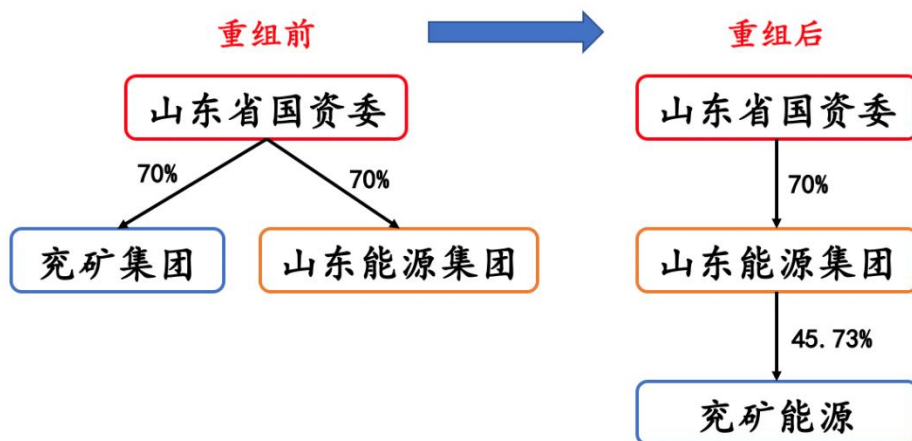 重组前
重组后
山东省国资委
山东省国资委
70%
70%
70%
兖矿集团
山东能源集团
山东能源集团
45.73%
兖矿能源